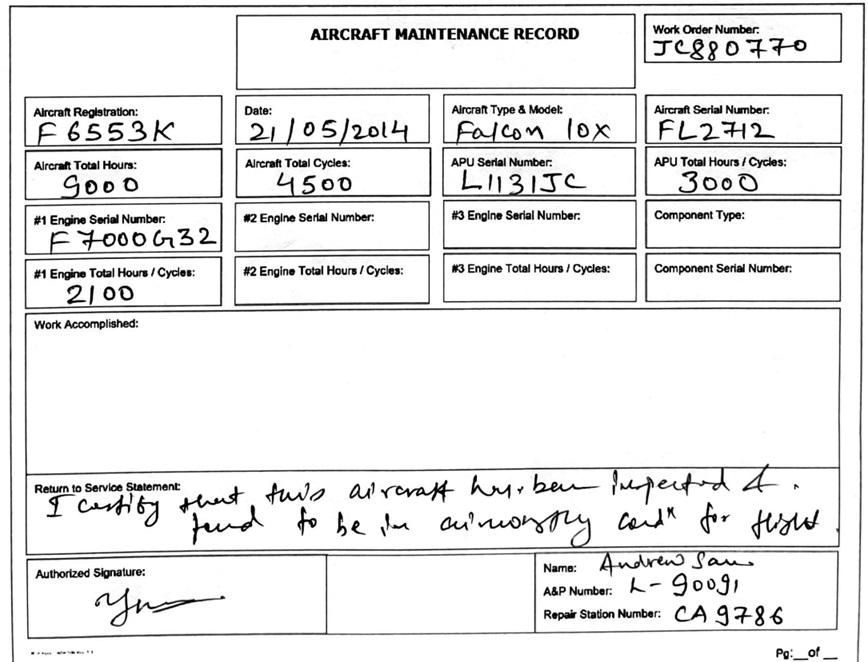 AIRCRAFT MAINTENANCE RECORD
Work Order Number:
JC880770
Aircraft Registration:
F6553K
Date:
21/05/2014
Aircraft Type & Model:
Falcon 10X
Aircraft Serial Number:
FL2712
Aircraft Total Hours:
9000
Aircraft Total Cycles:
4500
APU Serial Number:
L1131JC
APU Total Hours / Cycles:
3000
#1 Engine Serial Number:
F7000G32
#2 Engine Serial Number:
#3 Engine Serial Number:
Component Type:
#1 Engine Total Hours / Cycles:
2100
#2 Engine Total Hours / Cycles:
#3 Engine Total Hours / Cycles:
Component Serial Number:
Work Accomplished:
Return to Service Statement:
I certify that this aircraft has been inspected &
found to be in airworthy condn for flight.
Authorized Signature:
Name: Andrew Sam
A&P Number: L-90091
Repair Station Number: CA9786
Pg:__of __